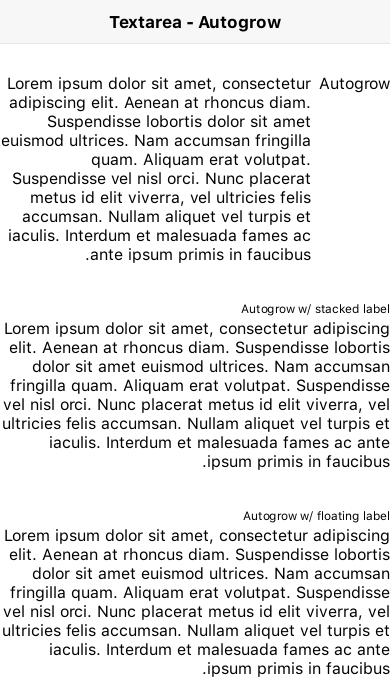 Textarea - Autogrow
Autogrow
Lorem ipsum dolor sit amet, consectetur
adipiscing elit. Aenean at rhoncus diam.
Suspendisse lobortis dolor sit amet
euismod ultrices. Nam accumsan fringilla
quam. Aliquam erat volutpat.
Suspendisse vel nisl orci. Nunc placerat
metus id elit viverra, vel ultricies felis
accumsan. Nullam aliquet vel turpis et
iaculis. Interdum et malesuada fames ac
.ante ipsum primis in faucibus
Autogrow w/ stacked label
Lorem ipsum dolor sit amet, consectetur adipiscing
elit. Aenean at rhoncus diam. Suspendisse lobortis
dolor sit amet euismod ultrices. Nam accumsan
fringilla quam. Aliquam erat volutpat. Suspendisse
vel nisl orci. Nunc placerat metus id elit viverra, vel
ultricies felis accumsan. Nullam aliquet vel turpis et
iaculis. Interdum et malesuada fames ac ante
.ipsum primis in faucibus
Autogrow w/ floating label
Lorem ipsum dolor sit amet, consectetur adipiscing
elit. Aenean at rhoncus diam. Suspendisse lobortis
dolor sit amet euismod ultrices. Nam accumsan
fringilla quam. Aliquam erat volutpat. Suspendisse
vel nisl orci. Nunc placerat metus id elit viverra, vel
ultricies felis accumsan. Nullam aliquet vel turpis et
iaculis. Interdum et malesuada fames ac ante
.ipsum primis in faucibus